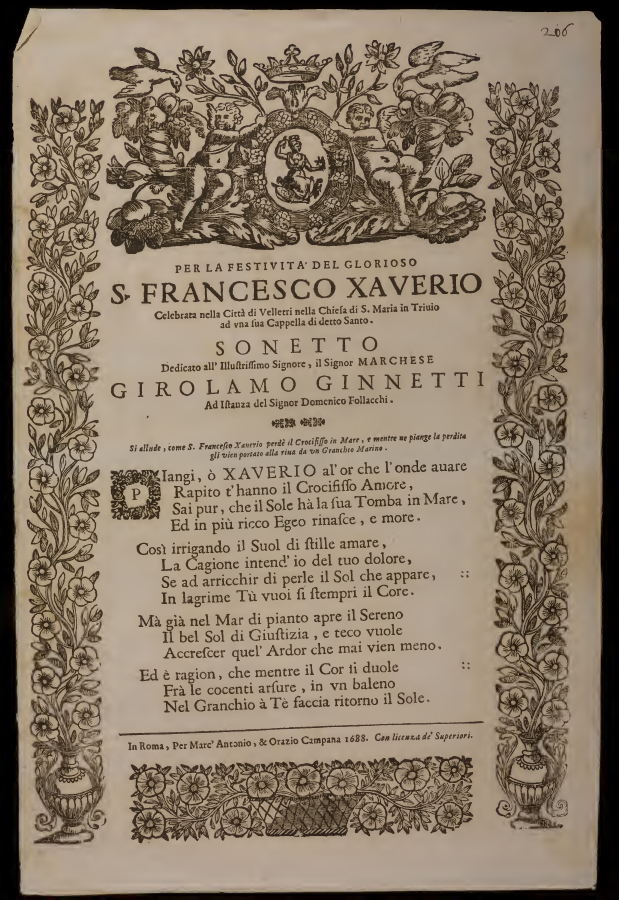 206
PER LA FESTIVITA' DEL GLORIOSO
S. FRANCESCO XAVERIO
Celebrata nella Città di Velletri nella Chieſa di S. Maria in Triuio
ad vna ſua Cappella di detto Santo.
SONETTO
Dedicato all' Illuſtriſſimo Signore, il Signor MARCHESE
GIROLAMO GINNETTI
Ad Iſtanza del Signor Domenico Follacchi.
Si allude, come S. Franceſco Xauerio perdè il Crocifiſſo in Mare, e mentre ne piange la perdita
gli vien portato alla riua da vn Granchio Marino.
Piangi, ò XAVERIO al'or che l'onde auare
Rapito t'hanno il Crocifiſſo Amore,
Sai pur, che il Sole hà la ſua Tomba in Mare,
Ed in più ricco Egeo rinaſce, e more.
Così irrigando il Suol di ſtille amare,
La Cagione intend' io del tuo dolore,
Se ad arricchir di perle il Sol che appare, ::
In lagrime Tù vuoi ſi ſtempri il Core.
Mà già nel Mar di pianto apre il Sereno
Il bel Sol di Giuſtizia, e teco vuole
Accreſcer quel' Ardor che mai vien meno.
Ed è ragion, che mentre il Cor ti duole ::
Frà le cocenti arſure, in vn baleno
Nel Granchio à Tè faccia ritorno il Sole.
In Roma, Per Marc' Antonio, & Orazio Campana 1688. Con licenza de' Superiori.